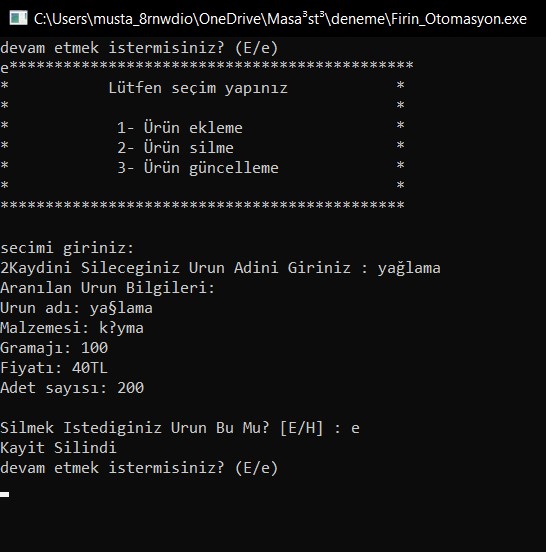 C:\Users\musta_8rnwdio\OneDrive\Masa³st³\deneme\Firin_Otomasyon.exe
devam etmek istermisiniz? (E/e)
e*********************************************
*           Lütfen seçim yapınız            *
*                                           *
*            1- Ürün ekleme                 *
*            2- Ürün silme                  *
*            3- Ürün güncelleme             *
*                                           *
*********************************************
secimi giriniz:
2Kaydini Sileceginiz Urun Adini Giriniz : yağlama
Aranılan Urun Bilgileri:
Urun adı: ya§lama
Malzemesi: k?yma
Gramajı: 100
Fiyatı: 40TL
Adet sayısı: 200
Silmek Istediginiz Urun Bu Mu? [E/H] : e
Kayit Silindi
devam etmek istermisiniz? (E/e)